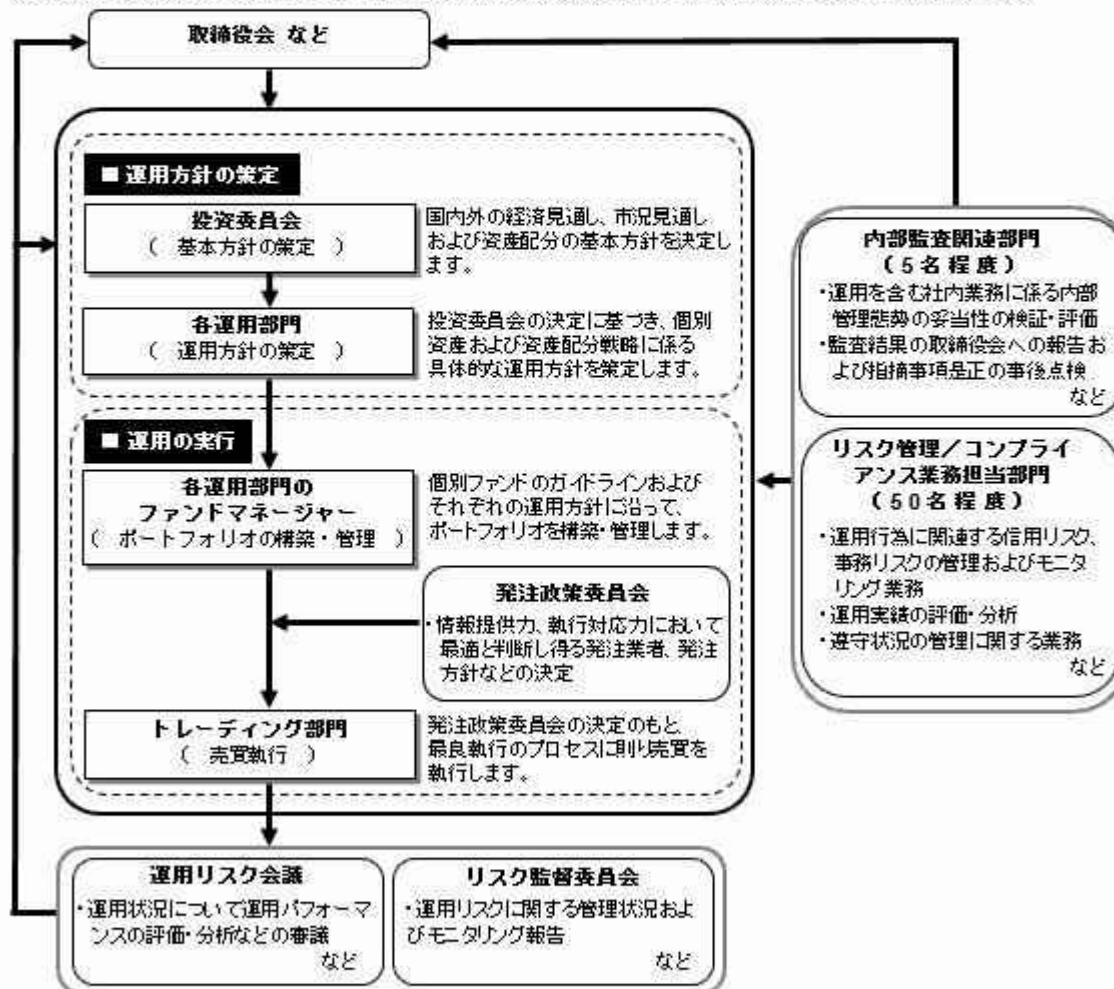 取締役会 など
■ 運用方針の策定
投資委員会
( 基本方針の策定 )
国内外の経済見通し、市況見通し
および資産配分の基本方針を決定し
ます。
各運用部門
( 運用方針の策定 )
投資委員会の決定に基づき、個別
資産および資産配分戦略に係る
具体的な運用方針を策定します。
■ 運用の実行
各運用部門の
ファンドマネージャー
( ポートフォリオの構築・管理 )
個別ファンドのガイドラインおよび
それぞれの運用方針に沿って、
ポートフォリオを構築・管理します。
発注政策委員会
・情報提供力、執行対応力において
最適と判断し得る発注業者、発注
方針などの決定
トレーディング部門
( 売買執行 )
発注政策委員会の決定のもと、
最良執行のプロセスに則り売買を
執行します。
運用リスク会議
・運用状況について運用パフォーマ
ンスの評価・分析などの審議
など
リスク監督委員会
・運用リスクに関する管理状況およ
びモニタリング報告
など
内部監査関連部門
(5名程度)
・運用を含む社内業務に係る内部
管理態勢の妥当性の検証・評価
・監査結果の取締役会への報告お
よび指摘事項是正の事後点検
など
リスク管理/コンプライ
アンス業務担当部門
(50名程度)
・運用行為に関連する信用リスク、
事務リスクの管理およびモニタ
リング業務
・運用実績の評価・分析
・遵守状況の管理に関する業務
など